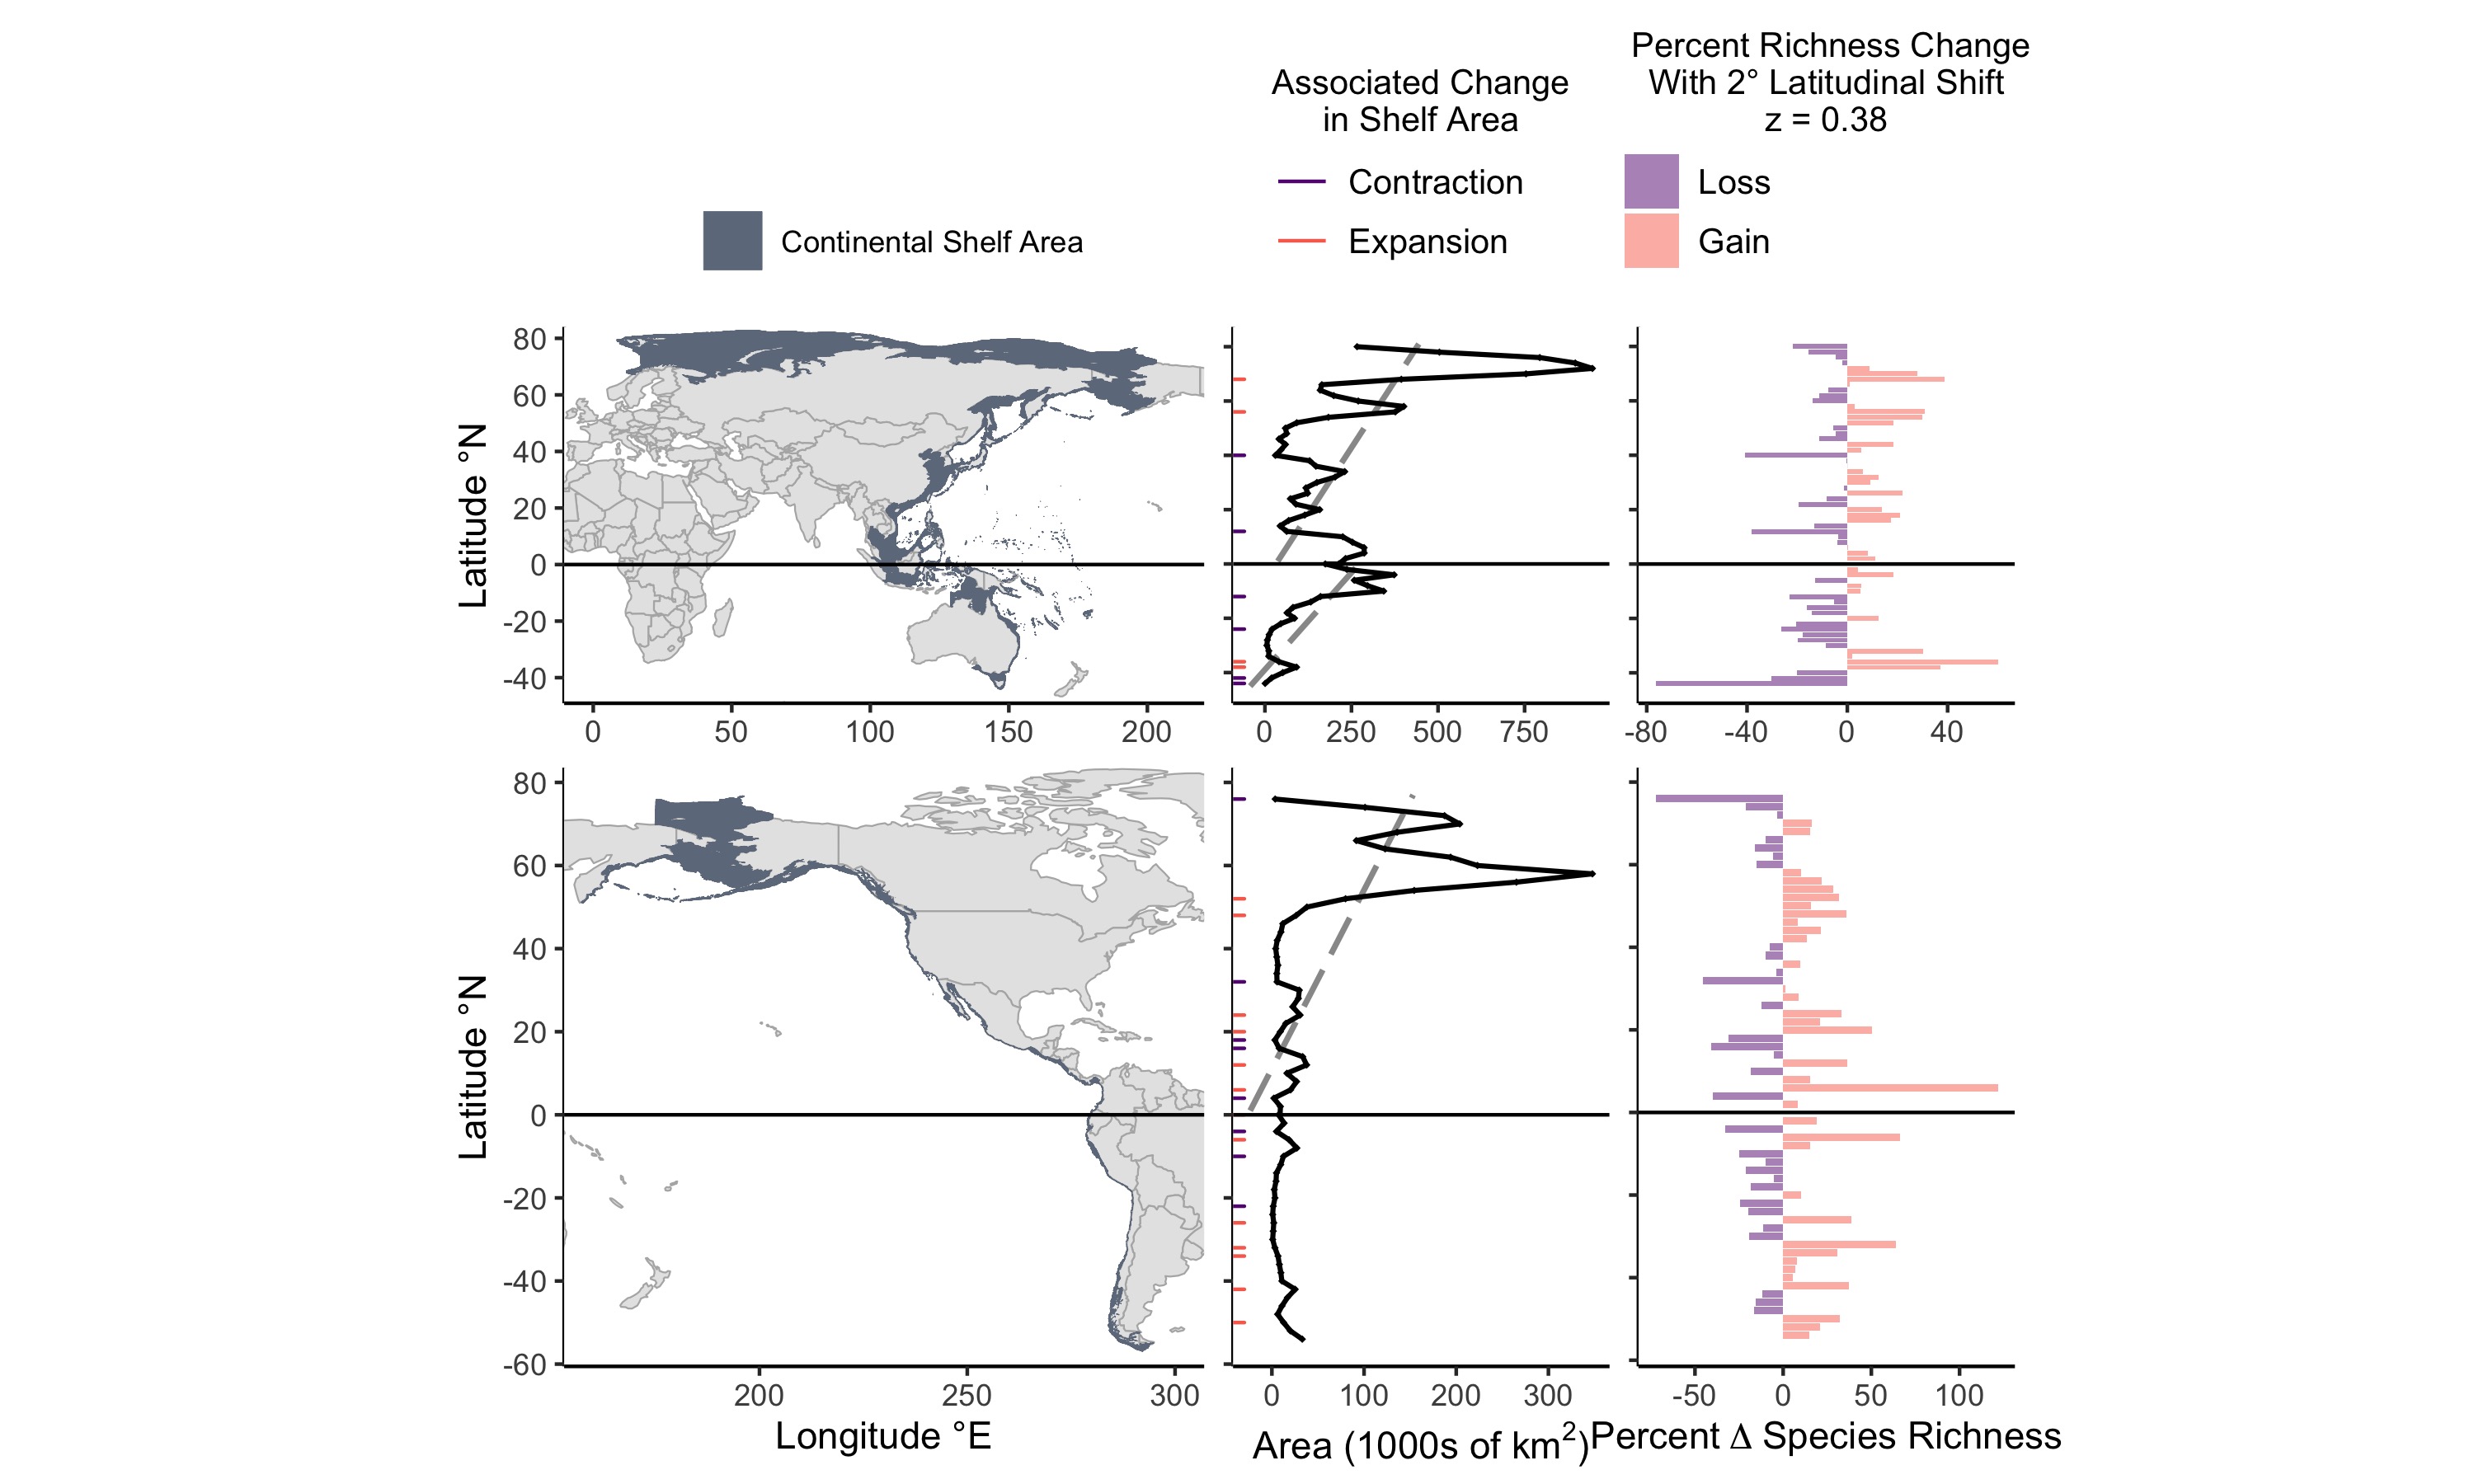 Percent Richness Change
With 2° Latitudinal Shift
z = 0.38
Associated Change
in Shelf Area
Contraction
Expansion
Loss
Gain
Continental Shelf Area
80
60
40
20
0
-20
-40
Latitude °N
0 50 100 150 200
0 250 500 750
-80 -40 0 40
80
60
40
20
0
-20
-40
-60
Latitude °N
200 250 300
0 100 200 300
-50 0 50 100
Longitude °E
Area (1000s of km²)
Percent Δ Species Richness